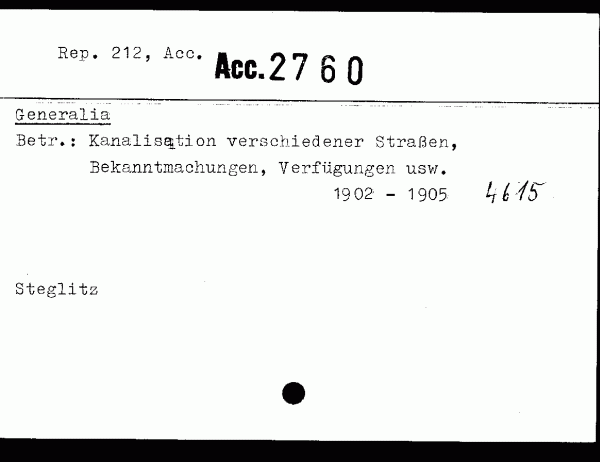 Rep. 212, Acc. Acc. 2760
Generalia
Betr.: Kanalisation verschiedener Straßen,
Bekanntmachungen, Verfügungen usw.
1902 - 1905 4615
Steglitz